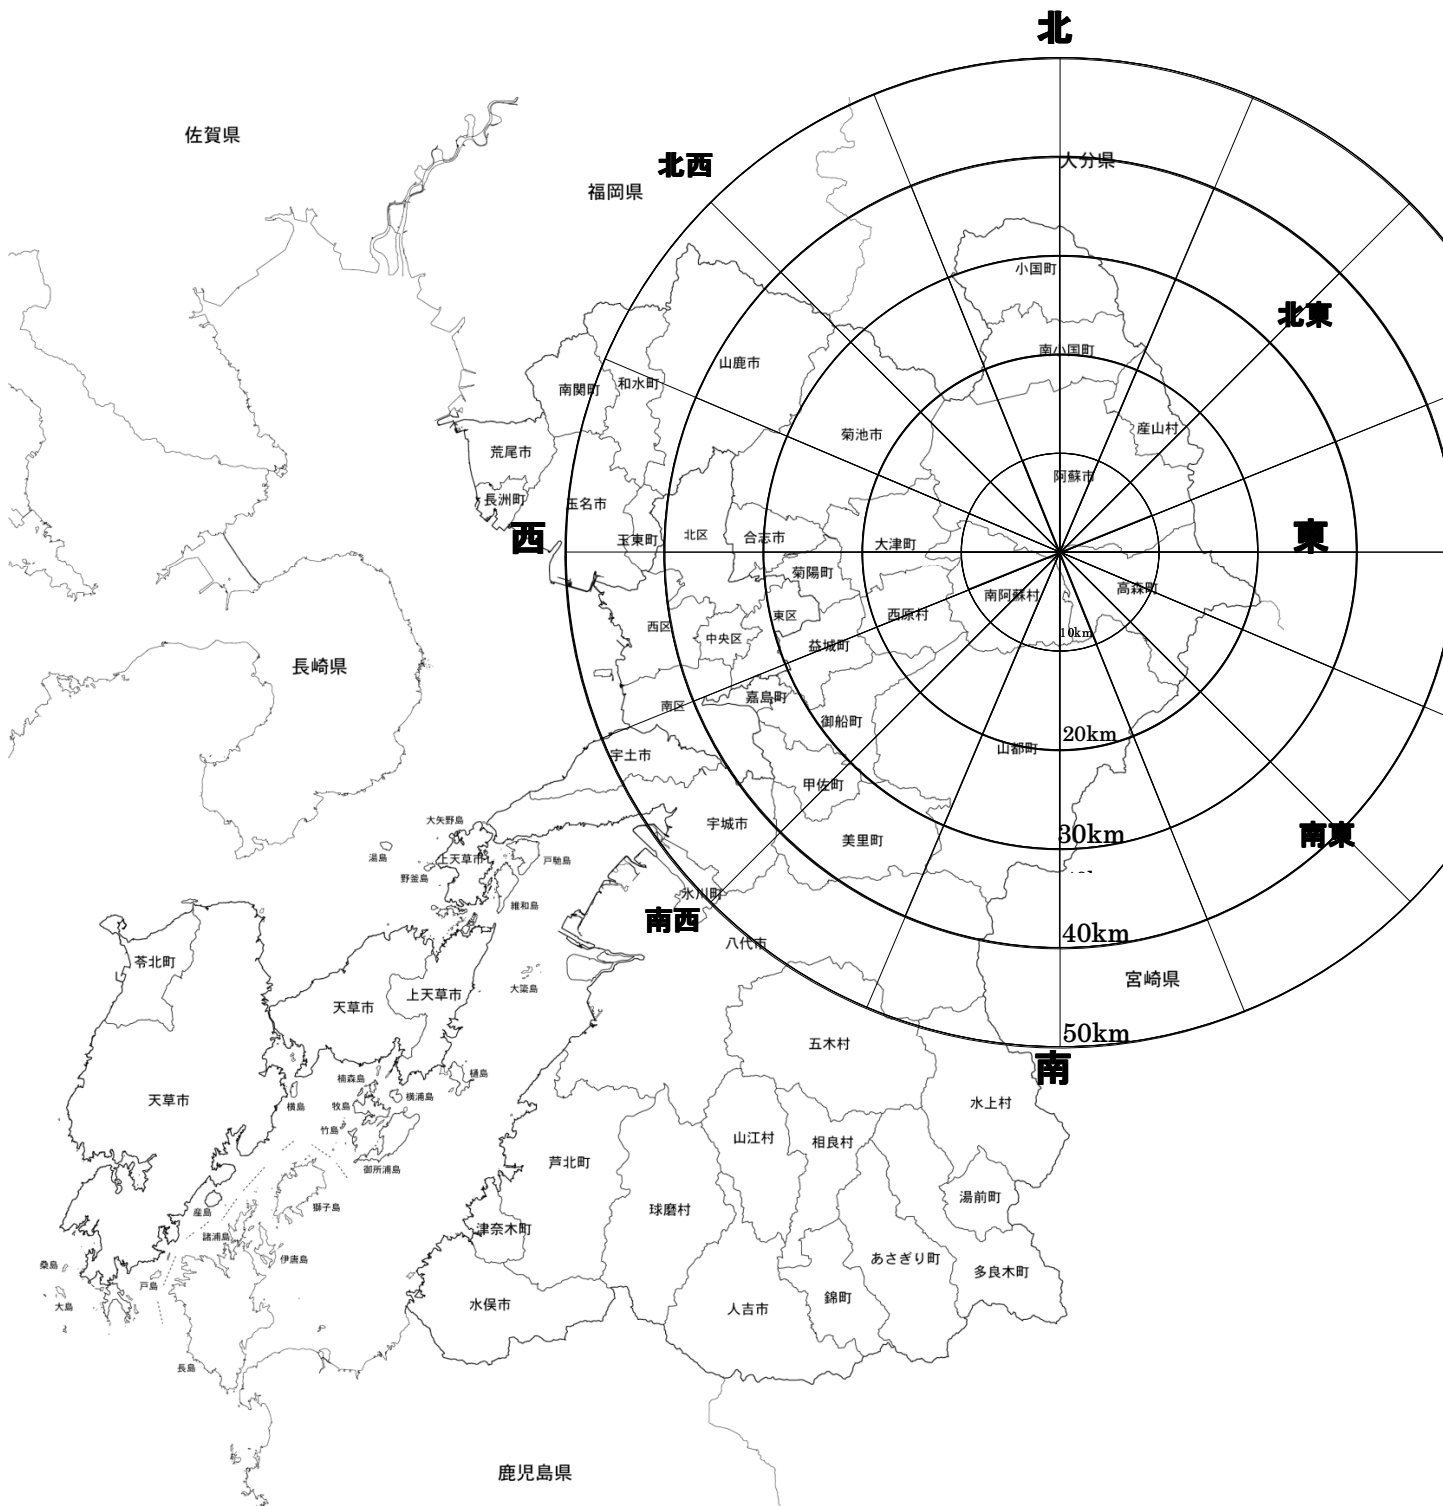 北
佐賀県
大分県
北西
福岡県
小国町
北東
南小国町
山鹿市
和水町
南関町
産山村
菊池市
荒尾市
阿蘇市
長洲町
玉名市
西
玉東町
北区
合志市
大津町
東
菊陽町
高森町
南阿蘇村
東区
西原村
西区
中央区
10km
益城町
長崎県
嘉島町
南区
御船町
20km
山都町
宇土市
甲佐町
大矢野島
宇城市
30km
南東
美里町
湯島
上天草市
戸馳島
野釜島
氷川町
維和島
南西
40km
八代市
苓北町
宮崎県
大築島
上天草市
天草市
50km
五木村
南
樋島
楠森島
横浦島
天草市
横島
牧島
水上村
竹島
山江村
相良村
芦北町
御所浦島
湯前町
獅子島
球磨村
産島
津奈木町
諸浦島
あさぎり町
伊唐島
桑島
多良木町
戸島
錦町
水俣市
大島
人吉市
長島
鹿児島県